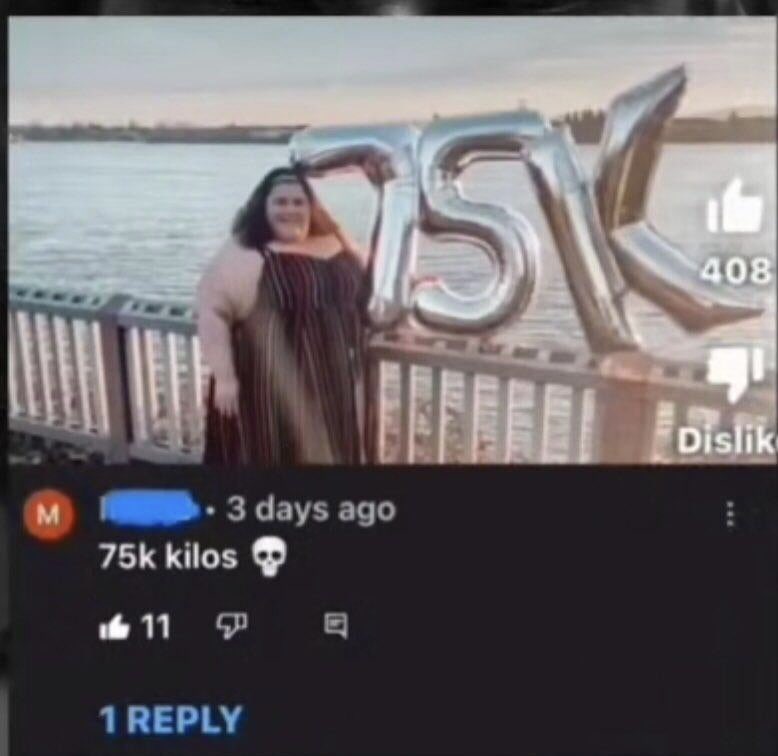 75K
408
Dislik
M
• 3 days ago
75k kilos 💀
11
1 REPLY